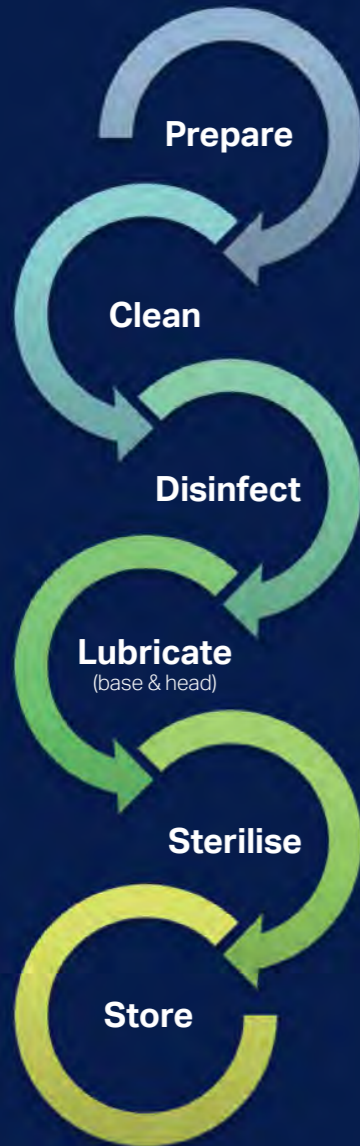 Prepare
Clean
Disinfect
Lubricate
(base & head)
Sterilise
Store